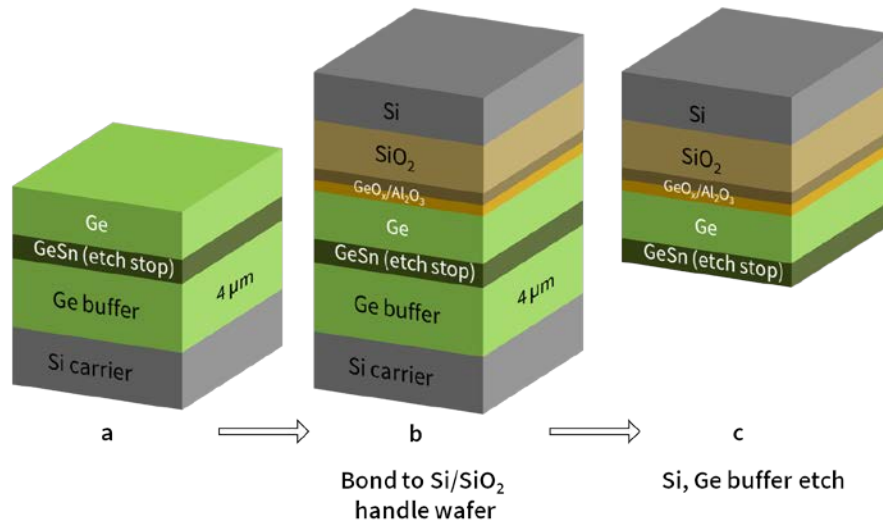 Ge
GeSn (etch stop)
Ge buffer
4 μm
Si carrier
Si
SiO₂
GeOₓ/Al₂O₃
Ge
GeSn (etch stop)
Ge buffer
4 μm
Si carrier
Si
SiO₂
GeOₓ/Al₂O₃
Ge
GeSn (etch stop)
a
b
c
Bond to Si/SiO₂
handle wafer
Si, Ge buffer etch